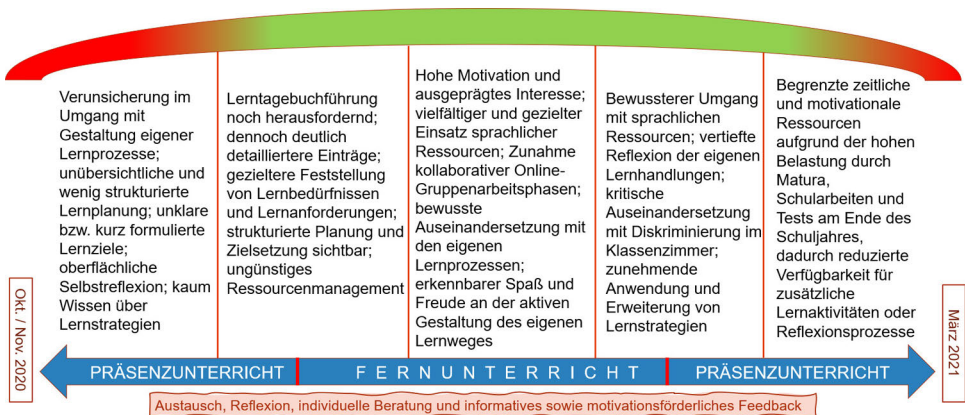 Verunsicherung im
Umgang mit
Gestaltung eigener
Lernprozesse;
unübersichtliche und
wenig strukturierte
Lernplanung; unklare
bzw. kurz formulierte
Lernziele;
oberflächliche
Selbstreflexion; kaum
Wissen über
Lernstrategien
Lerntagebuchführung
noch herausfordernd;
dennoch deutlich
detailliertere Einträge;
gezieltere Feststellung
von Lernbedürfnissen
und Lernanforderungen;
strukturierte Planung und
Zielsetzung sichtbar;
ungünstiges
Ressourcenmanagement
Hohe Motivation und
ausgeprägtes Interesse;
vielfältiger und gezielter
Einsatz sprachlicher
Ressourcen; Zunahme
kollaborativer Online-
Gruppenarbeitsphasen;
bewusste
Auseinandersetzung mit
den eigenen
Lernprozessen;
erkennbarer Spaß und
Freude an der aktiven
Gestaltung des eigenen
Lernweges
Bewussterer Umgang
mit sprachlichen
Ressourcen; vertiefte
Reflexion der eigenen
Lernhandlungen;
kritische
Auseinandersetzung
mit Diskriminierung im
Klassenzimmer;
zunehmende
Anwendung und
Erweiterung von
Lernstrategien
Begrenzte zeitliche
und motivationale
Ressourcen
aufgrund der hohen
Belastung durch
Matura,
Schularbeiten und
Tests am Ende des
Schuljahres,
dadurch reduzierte
Verfügbarkeit für
zusätzliche
Lernaktivitäten oder
Reflexionsprozesse
Okt. / Nov. 2020
März 2021
PRÄSENZUNTERRICHT
FERNUNTERRICHT
PRÄSENZUNTERRICHT
Austausch, Reflexion, individuelle Beratung und informatives sowie motivationsförderliches Feedback